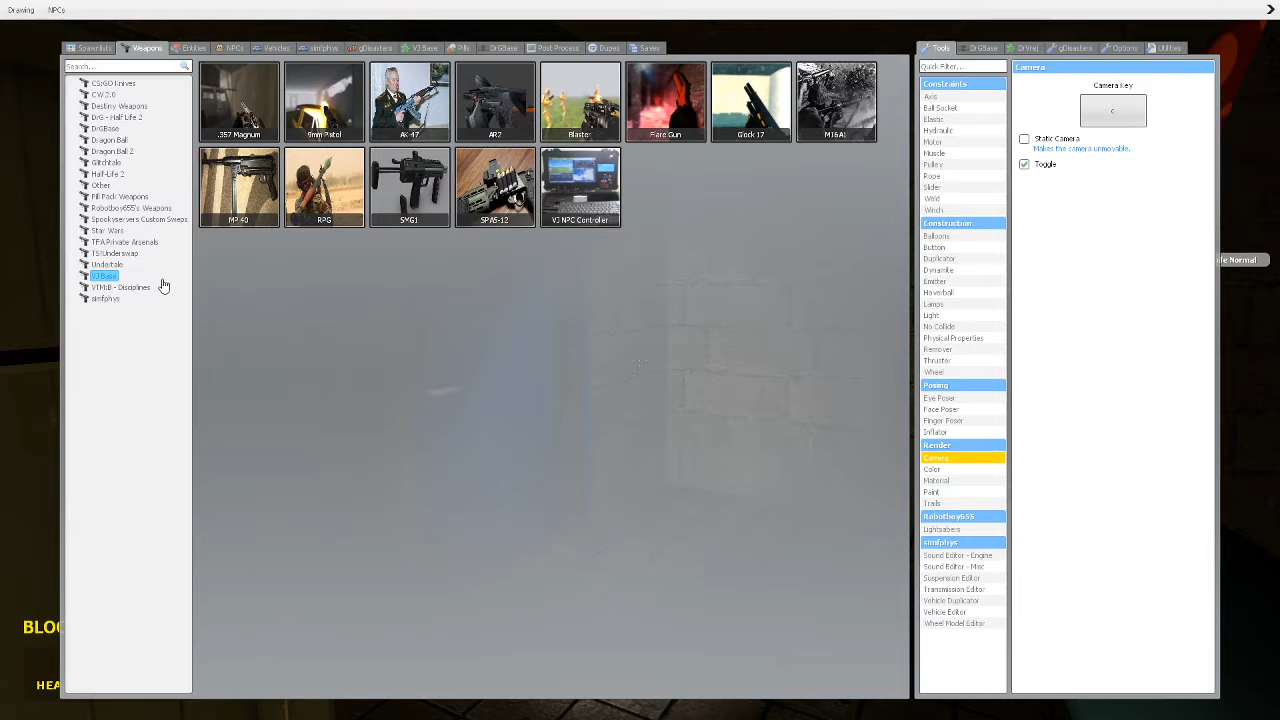 Drawing NPCs
Spawnlists Weapons Entities NPCs Vehicles simfphys gDisasters VJ Base Pills DrGBase Post Process Dupes Saves
Search...
CS:GO Knives
CW 2.0
Destiny Weapons
DrG - Half Life 2
DrGBase
Dragon Ball
Dragon Ball 2
Glitchtale
Half-Life 2
Other
Pill Pack Weapons
Robotboy655's Weapons
Spookyservers Custom Sweps
Star Wars
TFA Private Arsenals
TS!Underswap
Undertale
VJ Base
VTM:B - Disciplines
simfphys
.357 Magnum 9mm Pistol AK-47 AR2 Blaster Flare Gun Glock 17 M16A1
MP 40 RPG SMG1 SPAS-12 VJ NPC Controller
Tools DrGBase DrVrej gDisasters Options Utilities
Quick Filter...
Constraints
Axis
Ball Socket
Elastic
Hydraulic
Motor
Muscle
Pulley
Rope
Slider
Weld
Winch
Construction
Balloons
Button
Duplicator
Dynamite
Emitter
Hoverball
Lamps
Light
No Collide
Physical Properties
Remover
Thruster
Wheel
Posing
Eye Poser
Face Poser
Finger Poser
Inflator
Render
Camera
Color
Material
Paint
Trails
Robotboy655
Lightsabers
simfphys
Sound Editor - Engine
Sound Editor - Misc
Suspension Editor
Transmission Editor
Vehicle Duplicator
Vehicle Editor
Wheel Model Editor
Camera
Camera Key
c
Static Camera
Makes the camera unmovable.
Toggle
Normal